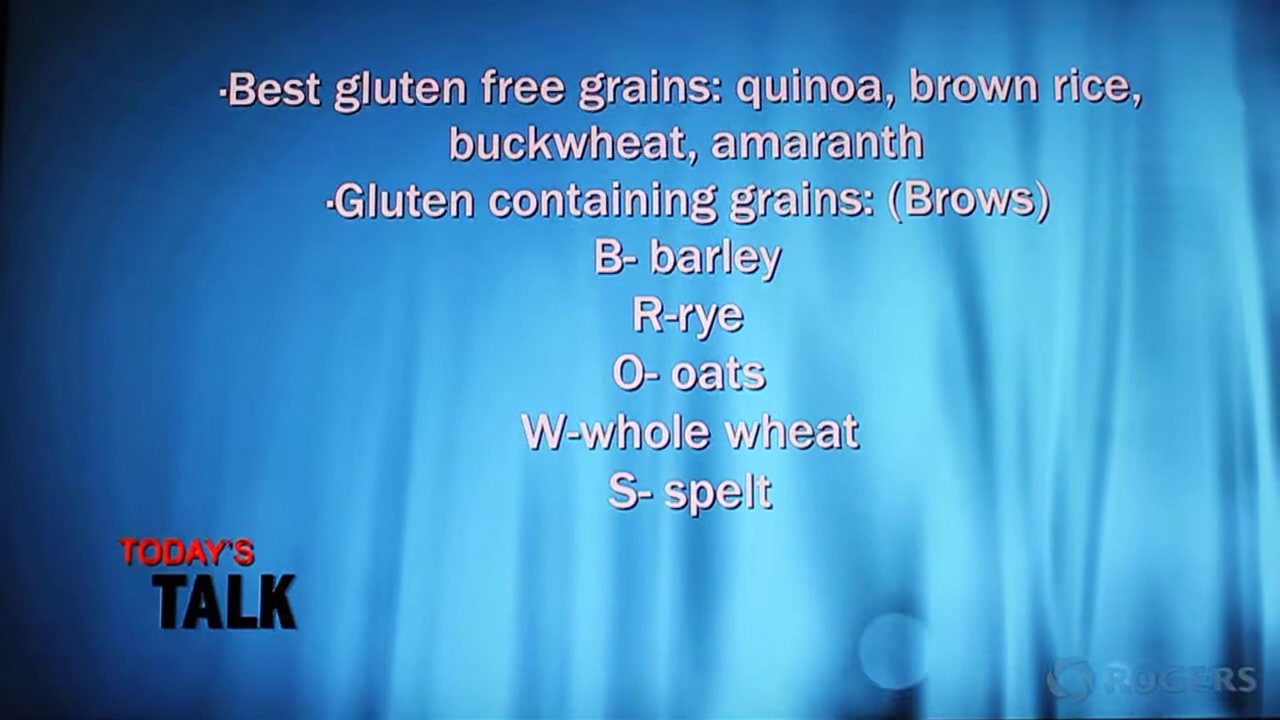 ·Best gluten free grains: quinoa, brown rice,
buckwheat, amaranth
·Gluten containing grains: (Brows)
B- barley
R-rye
O- oats
W-whole wheat
S- spelt
TODAY'S
TALK
ROGERS